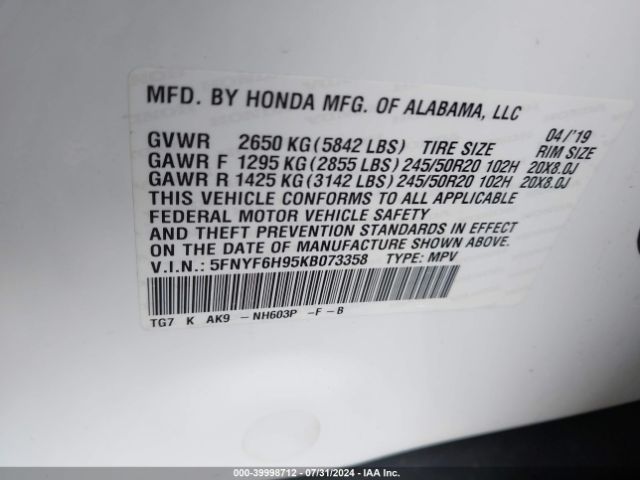 MFD. BY HONDA MFG. OF ALABAMA, LLC
04/'19
GVWR 2650 KG (5842 LBS) TIRE SIZE RIM SIZE
GAWR F 1295 KG (2855 LBS) 245/50R20 102H 20X8.0J
GAWR R 1425 KG (3142 LBS) 245/50R20 102H 20X8.0J
THIS VEHICLE CONFORMS TO ALL APPLICABLE
FEDERAL MOTOR VEHICLE SAFETY
AND THEFT PREVENTION STANDARDS IN EFFECT
ON THE DATE OF MANUFACTURE SHOWN ABOVE.
V.I.N.: 5FNYF6H95KB073358 TYPE: MPV
TG7 K AK9 -NH603P -F-B
000-39998712 - 07/31/2024 - IAA Inc.